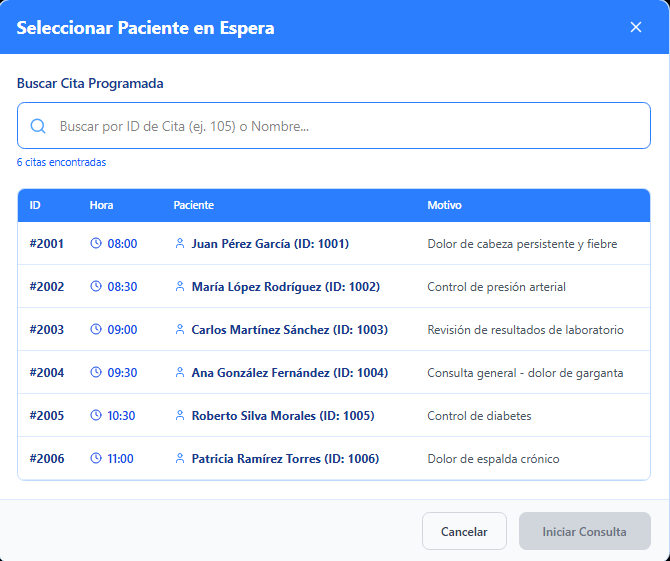 Seleccionar Paciente en Espera
Buscar Cita Programada
Buscar por ID de Cita (ej. 105) o Nombre...
6 citas encontradas
ID Hora Paciente Motivo
#2001 08:00 Juan Pérez García (ID: 1001) Dolor de cabeza persistente y fiebre
#2002 08:30 María López Rodríguez (ID: 1002) Control de presión arterial
#2003 09:00 Carlos Martínez Sánchez (ID: 1003) Revisión de resultados de laboratorio
#2004 09:30 Ana González Fernández (ID: 1004) Consulta general - dolor de garganta
#2005 10:30 Roberto Silva Morales (ID: 1005) Control de diabetes
#2006 11:00 Patricia Ramírez Torres (ID: 1006) Dolor de espalda crónico
Cancelar Iniciar Consulta